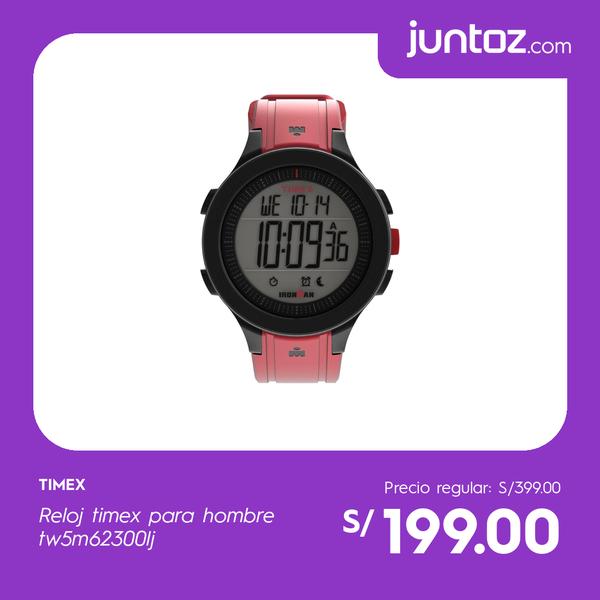 juntoz.com
TIMEX
WE 10-14
A
10:09 36
IRONMAN
TIMEX
Reloj timex para hombre
tw5m62300lj
Precio regular: S/399.00
S/199.00